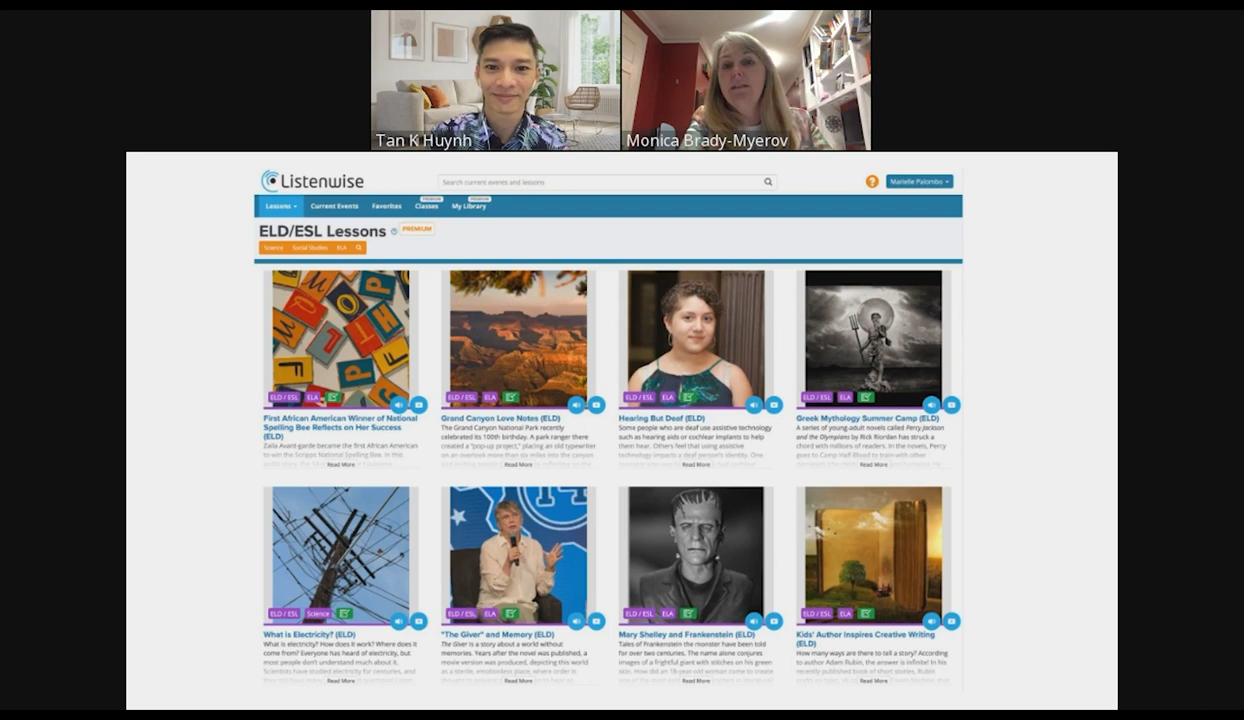 Tan K Huynh
Monica Brady-Myerov
Listenwise
Search current events and lessons
?
Marielle Palombo
PREMIUM
PREMIUM
Lessons
Current Events
Favorites
Classes
My Library
ELD/ESL Lessons
PREMIUM
Science
Social Studies
ELA
ELD / ESL
ELA
ELD / ESL
ELA
ELD / ESL
ELA
ELD / ESL
ELA
First African American Winner of National
Spelling Bee Reflects on Her Success
(ELD)
Zaila Avant-garde became the first African American
to win the Scripps National Spelling Bee. In this
Read More
Grand Canyon Love Notes (ELD)
The Grand Canyon National Park recently
celebrated its 100th birthday. A park ranger there
created a "pop-up project," placing an old typewriter
on an overlook more than six miles into the canyon
Read More
Hearing But Deaf (ELD)
Some people who are deaf use assistive technology
such as hearing aids or cochlear implants to help
them hear. Others feel that using assistive
technology impacts a deaf person's identity. One
Read More
Greek Mythology Summer Camp (ELD)
A series of young-adult novels called Percy Jackson
and the Olympians by Rick Riordan has struck a
chord with millions of readers. In the novels, Percy
goes to Camp Half-Blood to train with other
Read More
ELD / ESL
Science
ELD / ESL
ELA
ELD / ESL
ELA
ELD / ESL
ELA
What is Electricity? (ELD)
What is electricity? How does it work? Where does it
come from? Everyone has heard of electricity, but
most people don't understand much about it.
Scientists have studied electricity for centuries, and
Read More
"The Giver" and Memory (ELD)
The Giver is a story about a world without
memories. Years after the novel was published, a
movie version was produced, depicting this world
as a sterile, emotionless place, where order is
Read More
Mary Shelley and Frankenstein (ELD)
Tales of Frankenstein the monster have been told
for over two centuries. The name alone conjures
images of a frightful giant with stitches on his green
skin. How did an 18-year-old woman come to create
Read More
Kids' Author Inspires Creative Writing
(ELD)
How many ways are there to tell a story? According
to author Adam Rubin, the answer is infinite! In his
recently published book of short stories, Rubin
Read More